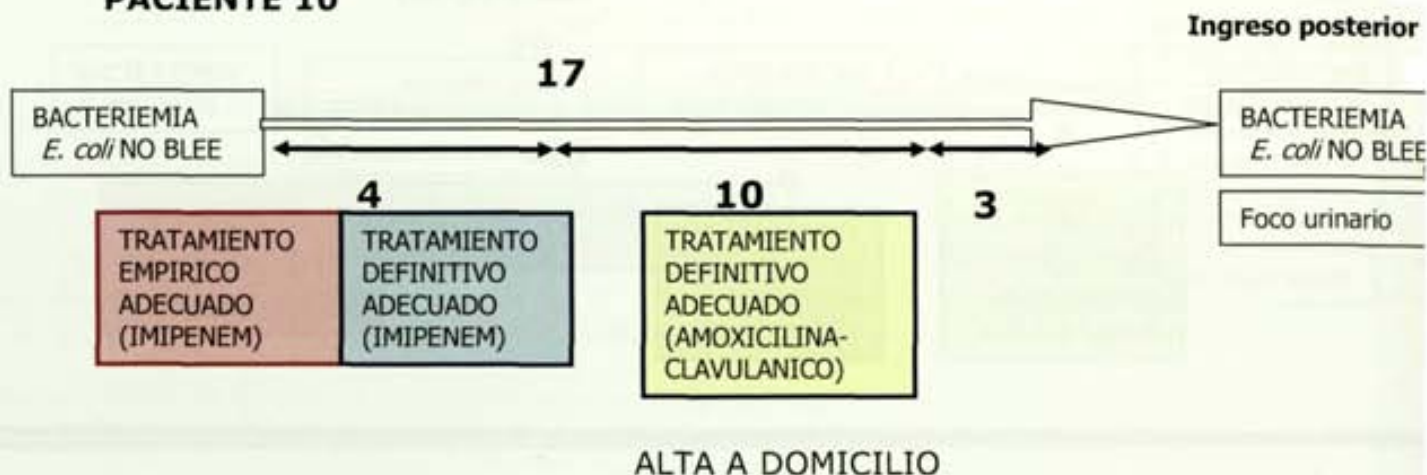 PACIENTE 10
Ingreso posterior
17
BACTERIEMIA
E. coli NO BLEE
BACTERIEMIA
E. coli NO BLEE
4
10
3
Foco urinario
TRATAMIENTO
EMPIRICO
ADECUADO
(IMIPENEM)
TRATAMIENTO
DEFINITIVO
ADECUADO
(IMIPENEM)
TRATAMIENTO
DEFINITIVO
ADECUADO
(AMOXICILINA-
CLAVULANICO)
ALTA A DOMICILIO